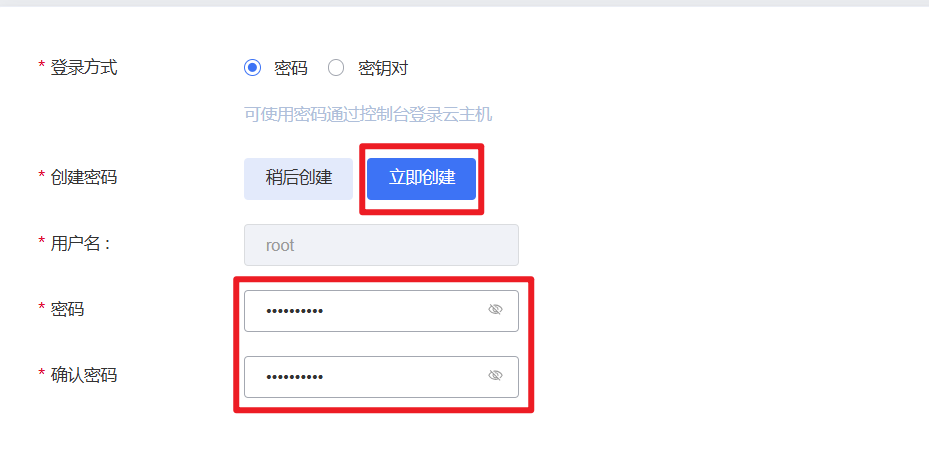 * 登录方式 密码 密钥对
可使用密码通过控制台登录云主机
* 创建密码 稍后创建 立即创建
* 用户名： root
* 密码 ••••••••••
* 确认密码 ••••••••••